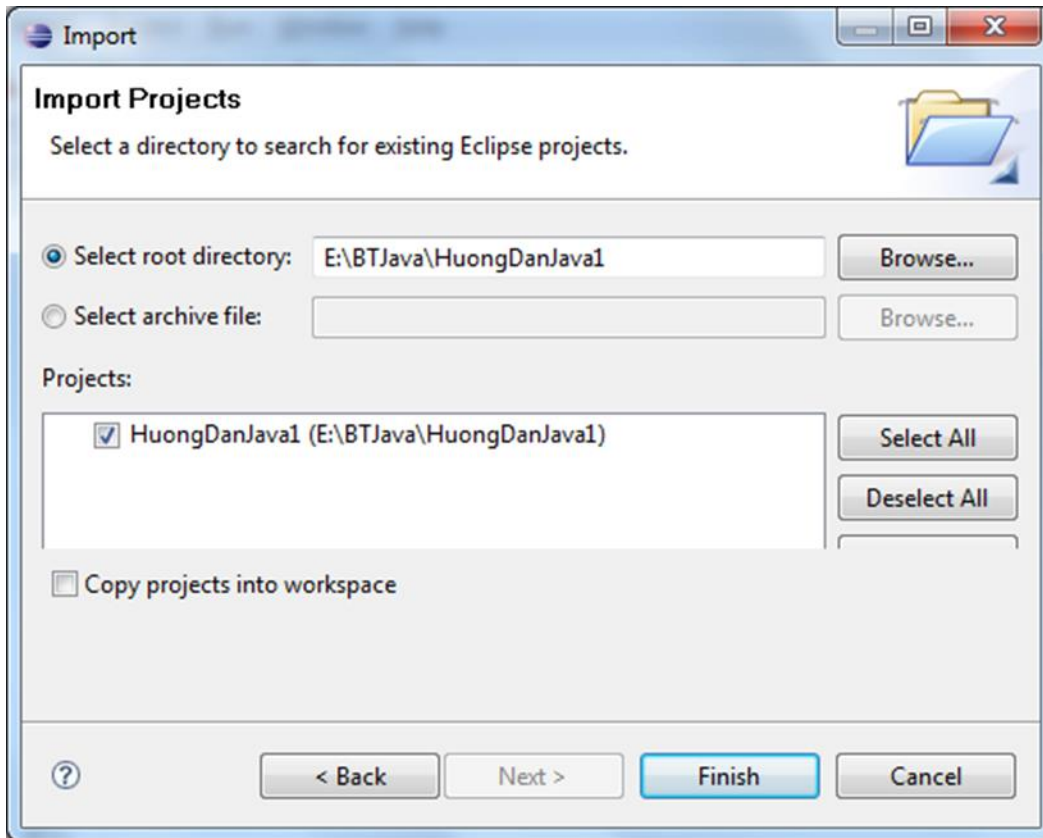 Import
Import Projects
Select a directory to search for existing Eclipse projects.
Select root directory: E:\BTJava\HuongDanJava1 Browse...
Select archive file: Browse...
Projects:
HuongDanJava1 (E:\BTJava\HuongDanJava1) Select All
Deselect All
Copy projects into workspace
? < Back Next > Finish Cancel